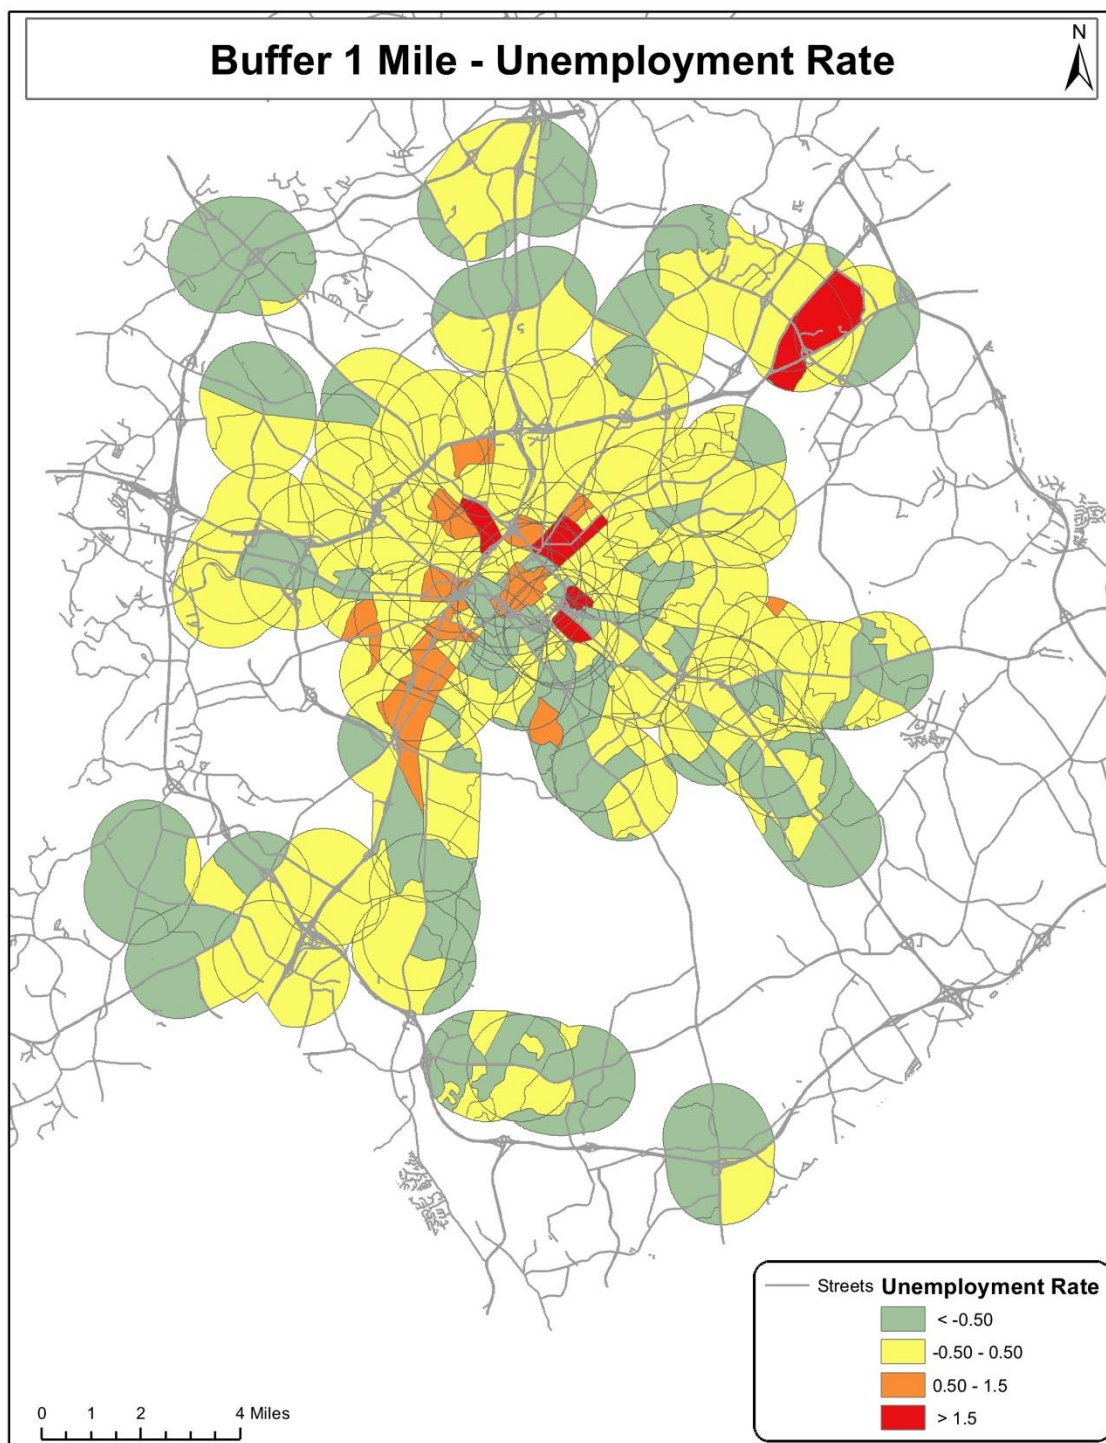 Buffer 1 Mile - Unemployment Rate
N
Streets Unemployment Rate
< -0.50
-0.50 - 0.50
0.50 - 1.5
> 1.5
0 1 2 4 Miles